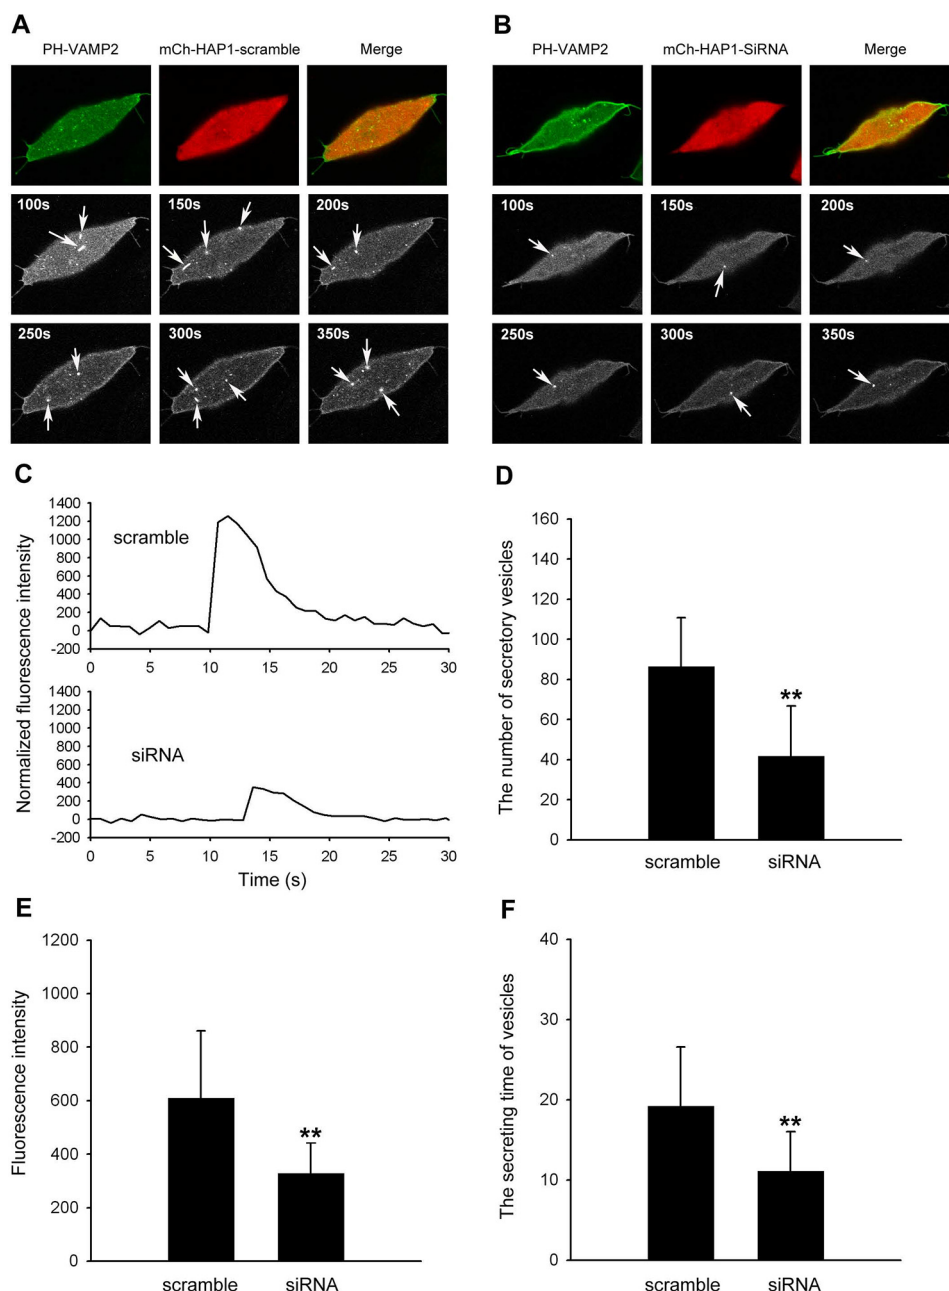 A
PH-VAMP2 mCh-HAP1-scramble Merge
100s 150s 200s
250s 300s 350s
B
PH-VAMP2 mCh-HAP1-SiRNA Merge
100s 150s 200s
250s 300s 350s
C
Normalized fluorescence intensity
1400
1200
1000
800
600
400
200
0
-200
scramble
0 5 10 15 20 25 30
1400
1200
1000
800
600
400
200
0
-200
siRNA
0 5 10 15 20 25 30
Time (s)
D
The number of secretory vesicles
160
140
120
100
80
60
40
20
0
**
scramble siRNA
E
Fluorescence intensity
1200
1000
800
600
400
200
0
**
scramble siRNA
F
The secreting time of vesicles
40
30
20
10
0
**
scramble siRNA